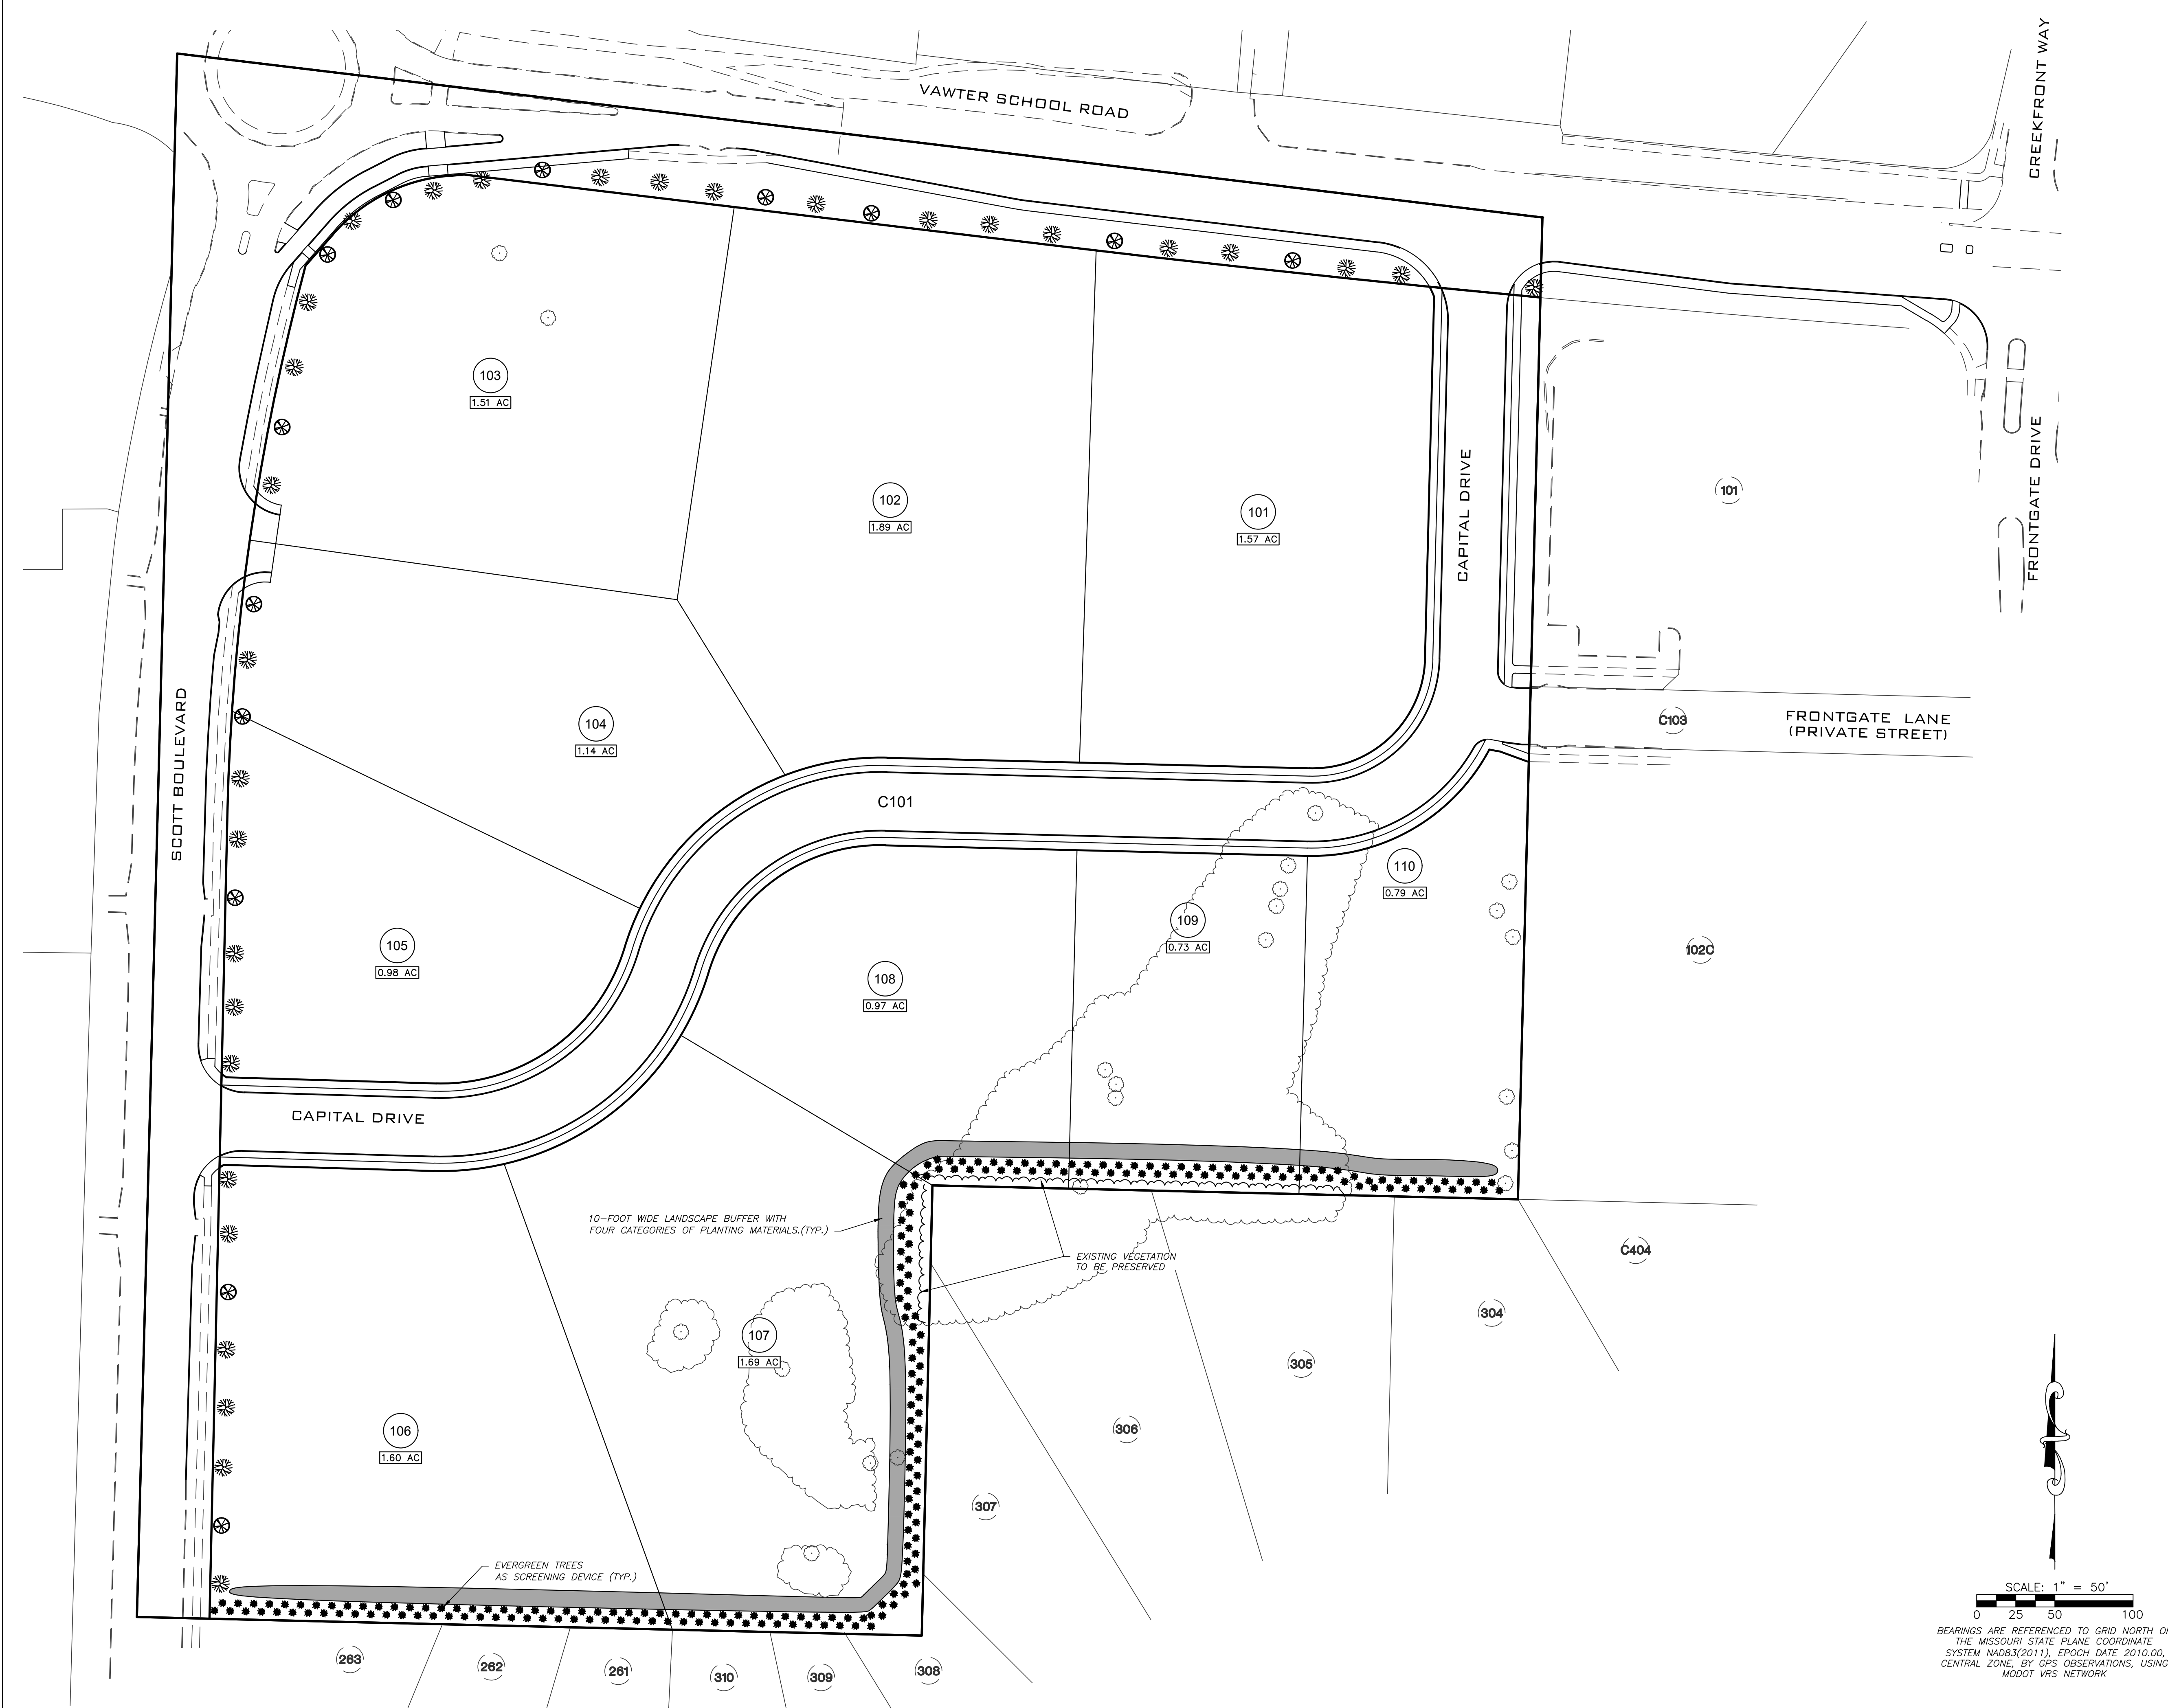 CREEKFRONT WAY
VAWTER SCHOOL ROAD
103
1.51 AC
102
1.89 AC
101
1.57 AC
CAPITAL DRIVE
101
FRONTGATE DRIVE
SCOTT BOULEVARD
104
1.14 AC
C101
C103
FRONTGATE LANE
(PRIVATE STREET)
110
0.79 AC
109
0.73 AC
105
0.98 AC
108
0.97 AC
102C
CAPITAL DRIVE
10-FOOT WIDE LANDSCAPE BUFFER WITH
FOUR CATEGORIES OF PLANTING MATERIALS.(TYP.)
EXISTING VEGETATION
TO BE PRESERVED
C404
304
107
1.69 AC
305
306
106
1.60 AC
307
EVERGREEN TREES
AS SCREENING DEVICE (TYP.)
263
262
261
310
309
308
SCALE: 1" = 50'
0 25 50 100
BEARINGS ARE REFERENCED TO GRID NORTH
THE MISSOURI STATE PLANE COORDINATE
SYSTEM NAD83(2011), EPOCH DATE 2010.00,
CENTRAL ZONE, BY GPS OBSERVATIONS, USING
MODOT VRS NETWORK